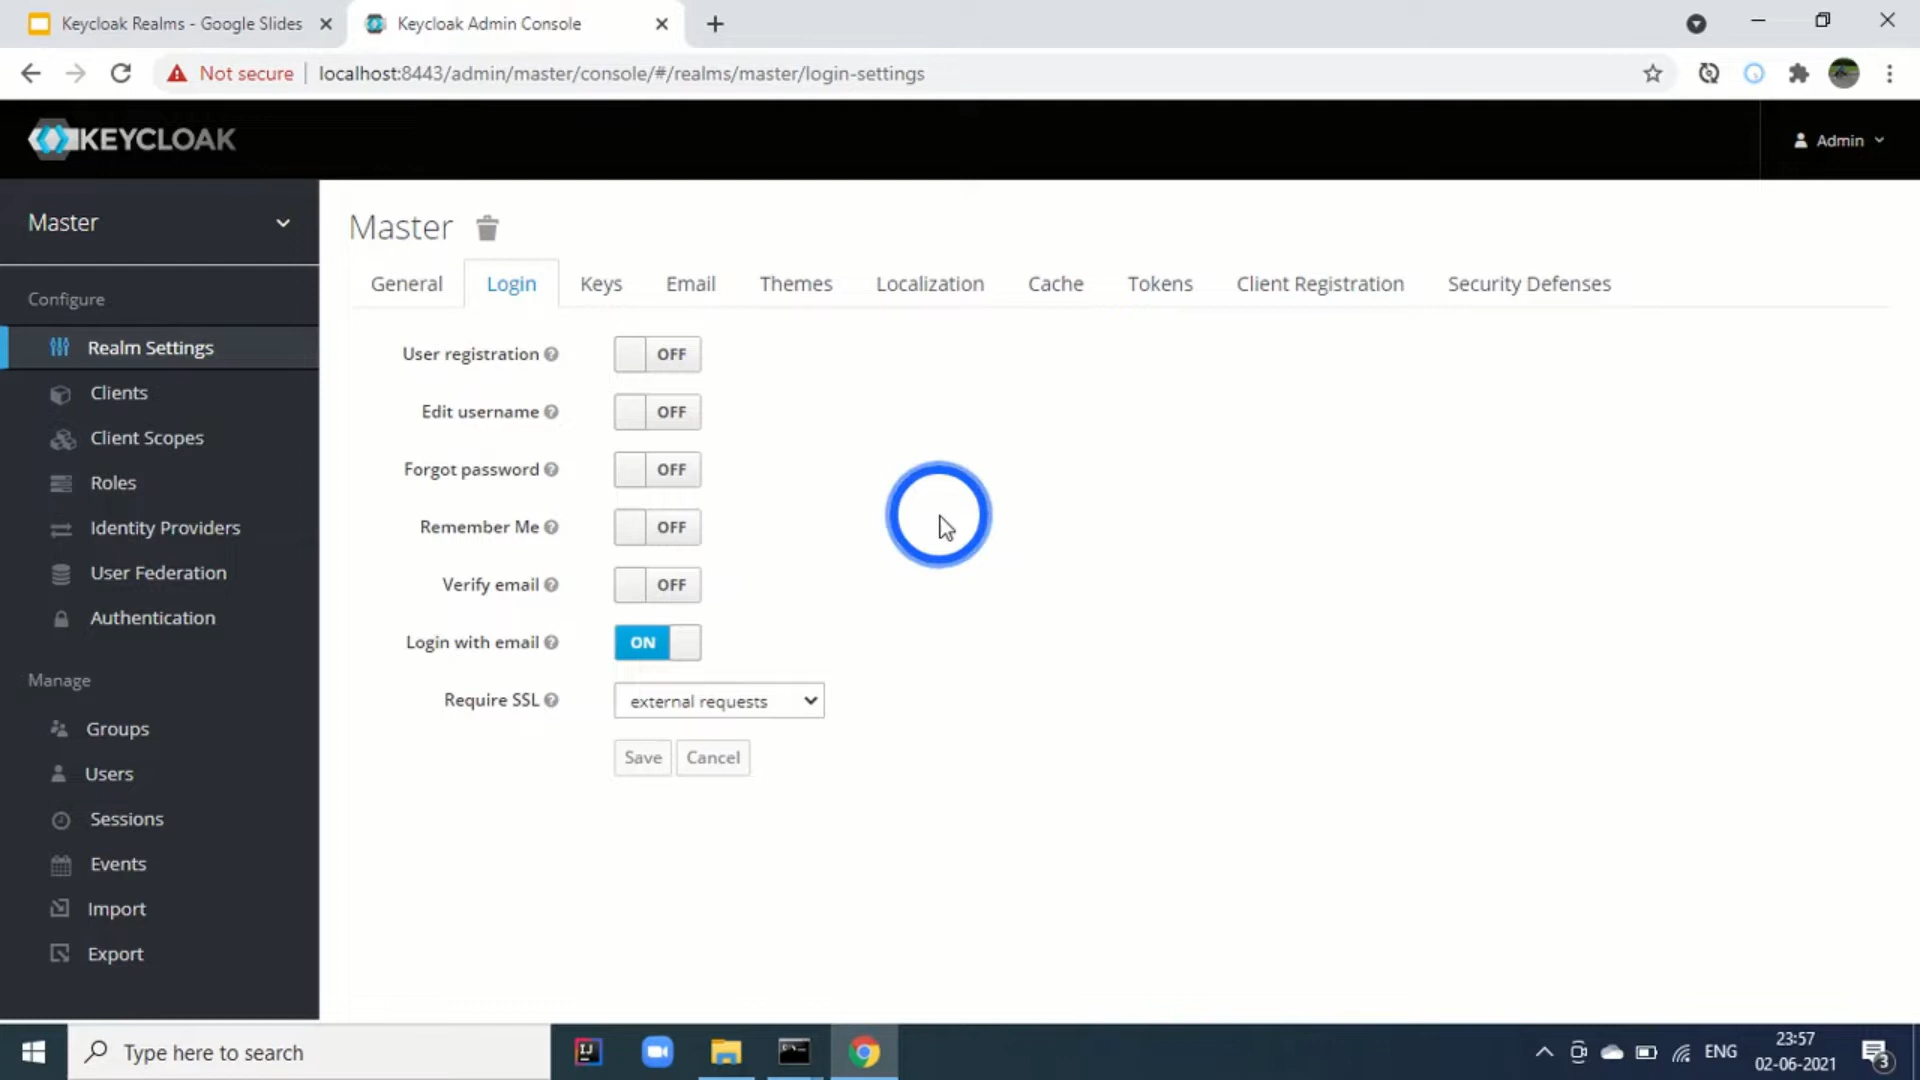 Keycloak Realms - Google Slides
Keycloak Admin Console
Not secure
localhost:8443/admin/master/console/#/realms/master/login-settings
KEYCLOAK
Admin
Master
Configure
Realm Settings
Clients
Client Scopes
Roles
Identity Providers
User Federation
Authentication
Manage
Groups
Users
Sessions
Events
Import
Export
Master
General Login Keys Email Themes Localization Cache Tokens Client Registration Security Defenses
User registration OFF
Edit username OFF
Forgot password OFF
Remember Me OFF
Verify email OFF
Login with email ON
Require SSL external requests
Save Cancel
Type here to search
ENG
23:57
02-06-2021
3